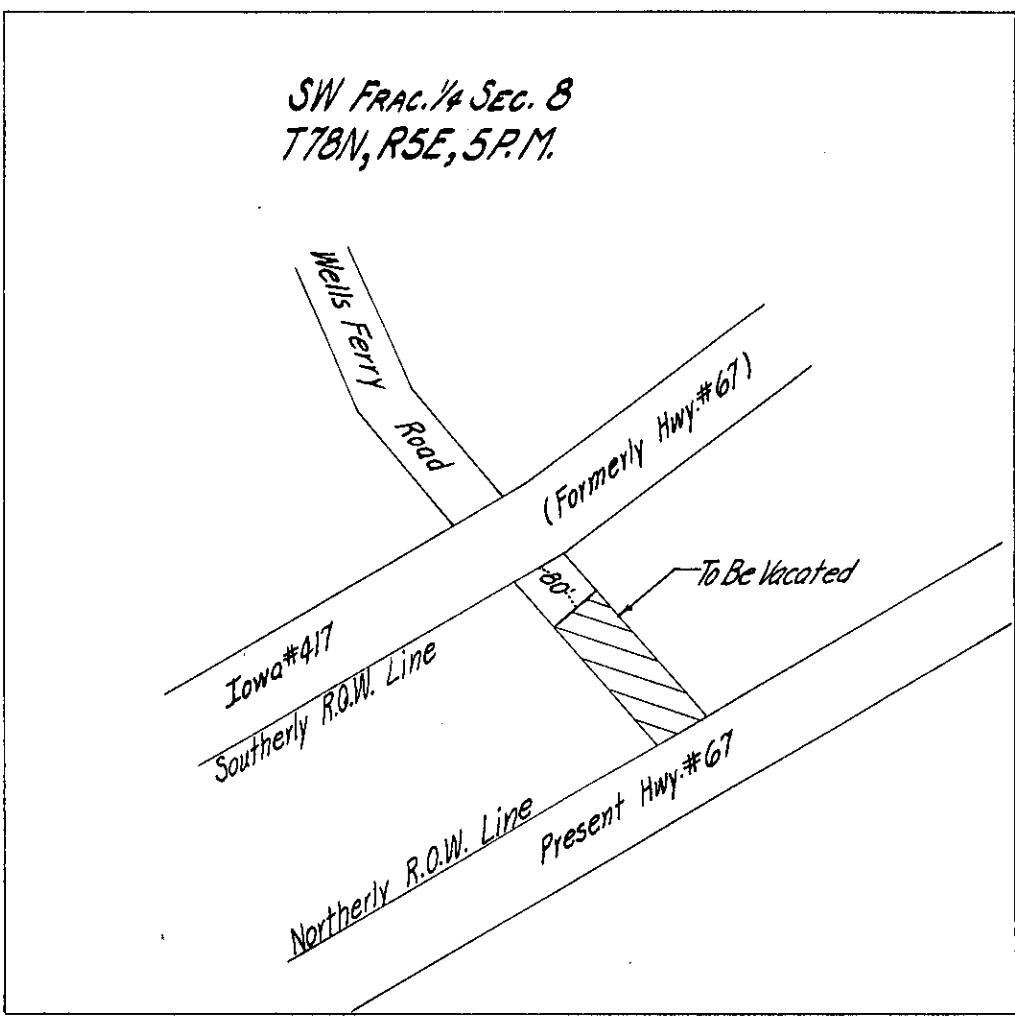 SW FRAC. 1/4 SEC. 8
T78N, R5E, 5P.M.
Wells Ferry Road
(Formerly Hwy. #67)
80'
To Be Vacated
Iowa #417
Southerly R.O.W. Line
Present Hwy. #67
Northerly R.O.W. Line